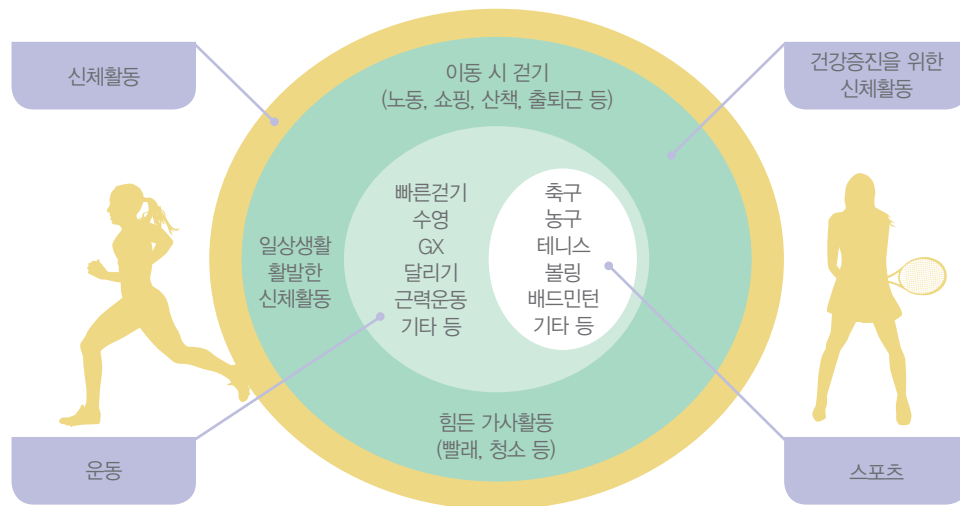 신체활동
건강증진을 위한
신체활동
이동 시 걷기
(노동, 쇼핑, 산책, 출퇴근 등)
일상생활
활발한
신체활동
빠른걷기
수영
GX
달리기
근력운동
기타 등
축구
농구
테니스
볼링
배드민턴
기타 등
힘든 가사활동
(빨래, 청소 등)
운동
스포츠